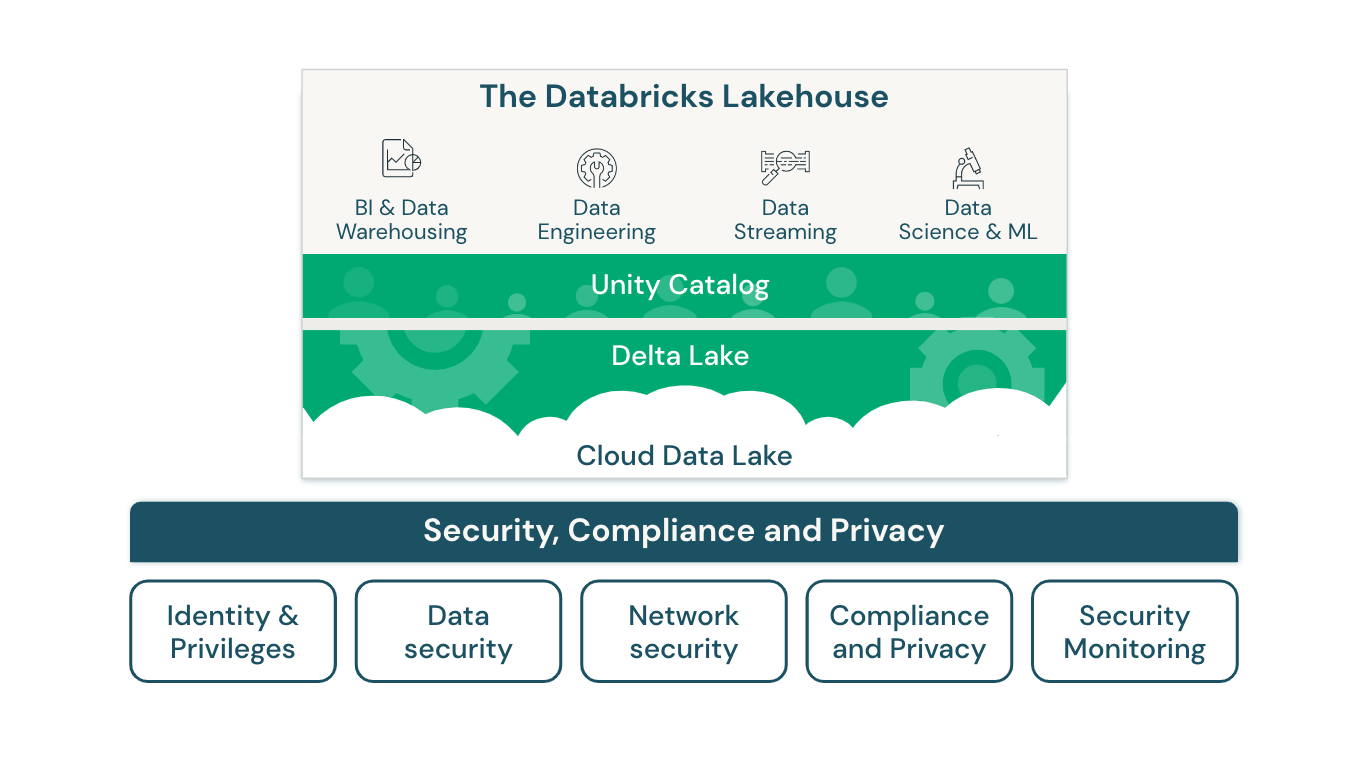 The Databricks Lakehouse
BI & Data
Warehousing
Data
Engineering
Data
Streaming
Data
Science & ML
Unity Catalog
Delta Lake
Cloud Data Lake
Security, Compliance and Privacy
Identity &
Privileges
Data
security
Network
security
Compliance
and Privacy
Security
Monitoring